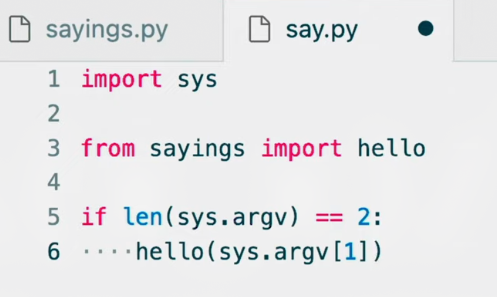 sayings.py say.py
1 import sys
2
3 from sayings import hello
4
5 if len(sys.argv) == 2:
6 ····hello(sys.argv[1])